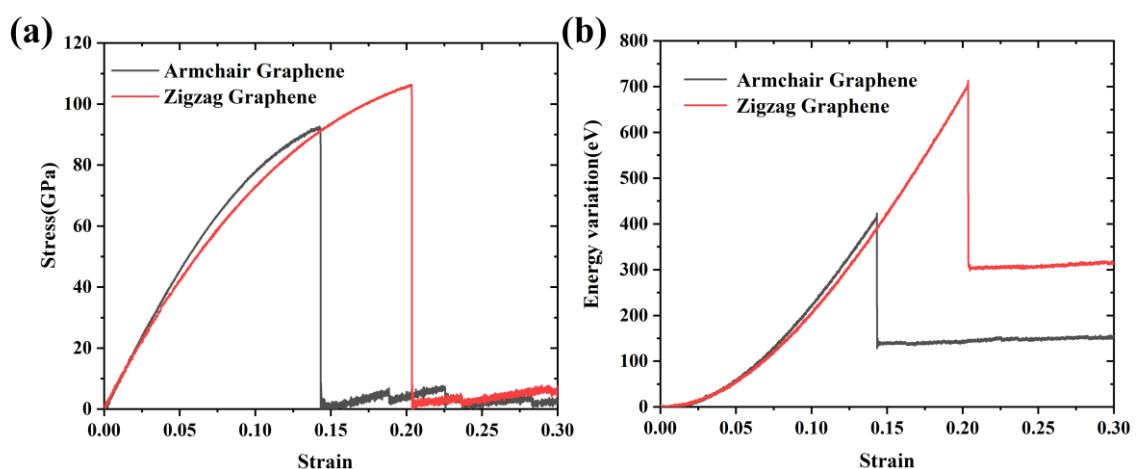 (a)
120
100
80
60
40
20
0
Stress(GPa)
Armchair Graphene
Zigzag Graphene
0.00 0.05 0.10 0.15 0.20 0.25 0.30
Strain
(b)
800
700
600
500
400
300
200
100
0
Energy variation(eV)
Armchair Graphene
Zigzag Graphene
0.00 0.05 0.10 0.15 0.20 0.25 0.30
Strain